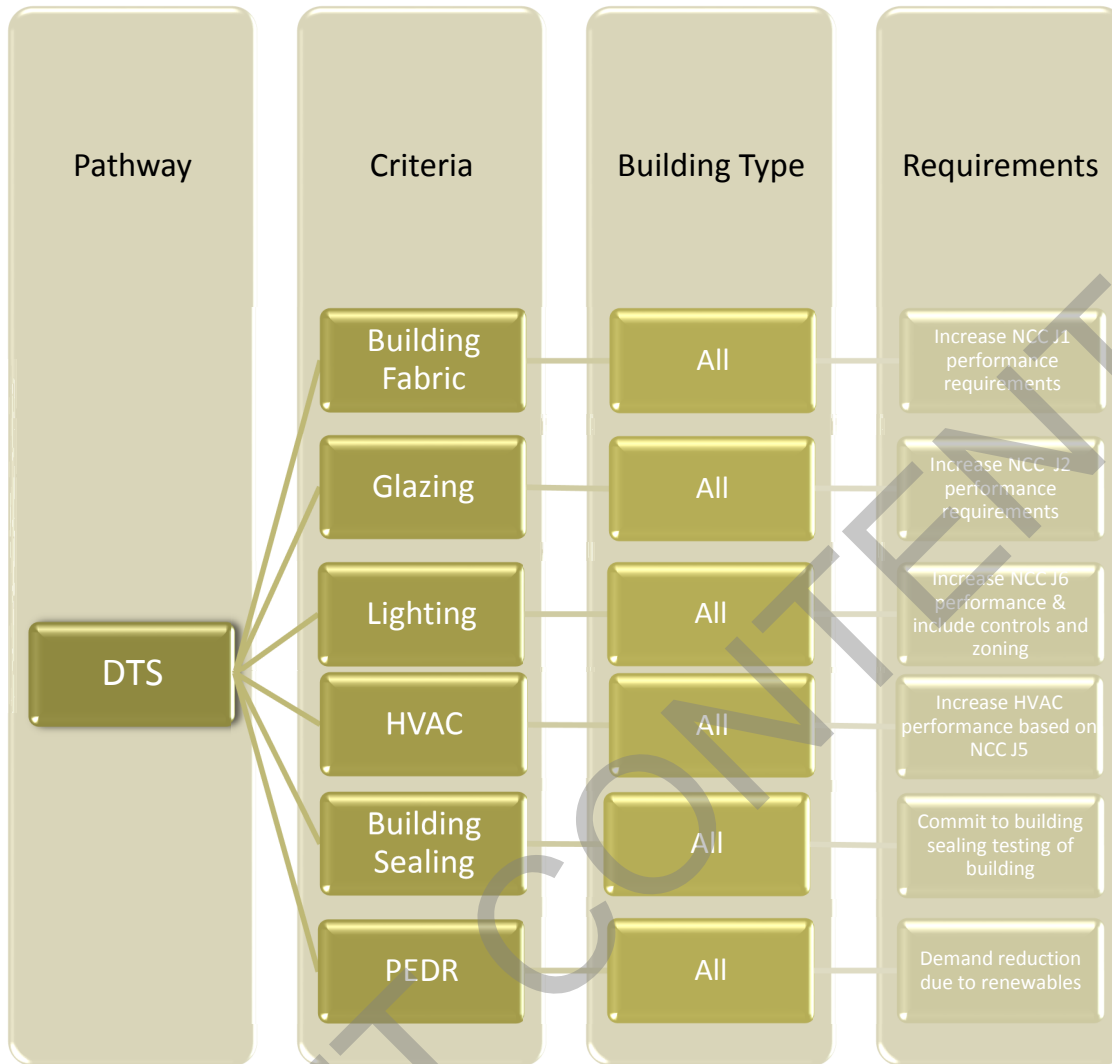 Pathway
Criteria
Building Type
Requirements
DTS
Building
Fabric
All
Increase NCC J1
performance
requirements
Glazing
All
Increase NCC J2
performance
requirements
Lighting
All
Increase NCC J6
performance &
include controls and
zoning
HVAC
All
Increase HVAC
performance based on
NCC J5
Building
Sealing
All
Commit to building
sealing testing of
building
PEDR
All
Demand reduction
due to renewables
CONTENT